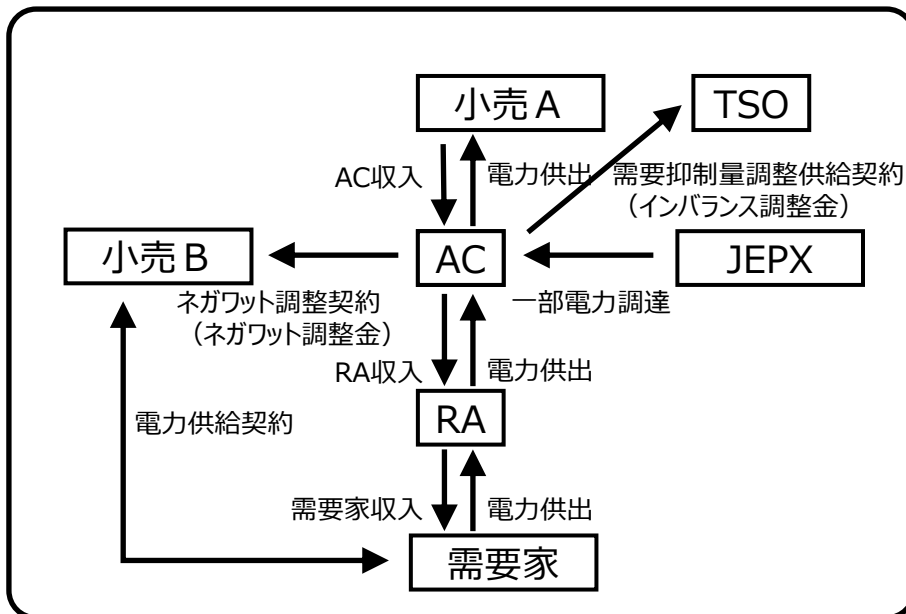 小売A
TSO
AC収入
電力供出
需要抑制量調整供給契約
（インバランス調整金）
小売B
AC
JEPX
ネガワット調整契約
（ネガワット調整金）
一部電力調達
RA収入
電力供出
RA
電力供給契約
需要家収入
電力供出
需要家